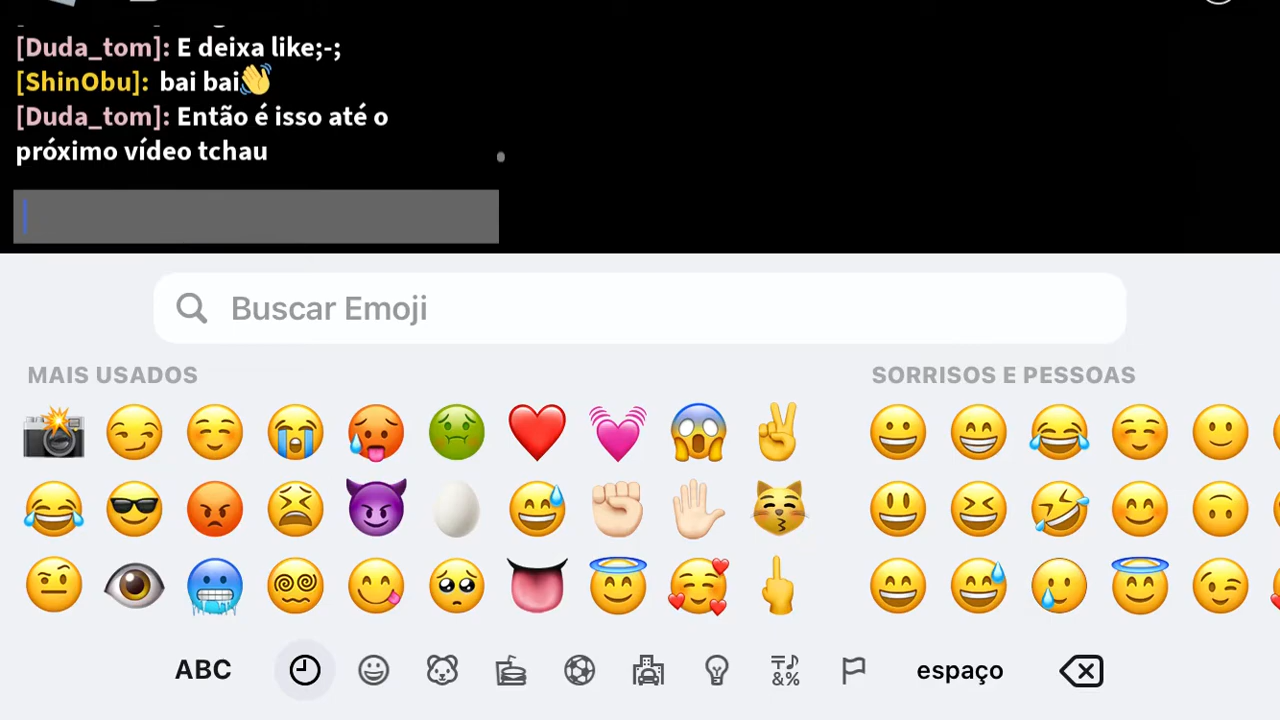 [Duda_tom]: E deixa like;-;
[ShinObu]: bai bai👋
[Duda_tom]: Então é isso até o
próximo vídeo tchau
Buscar Emoji
MAIS USADOS
SORRISOS E PESSOAS
ABC
espaço